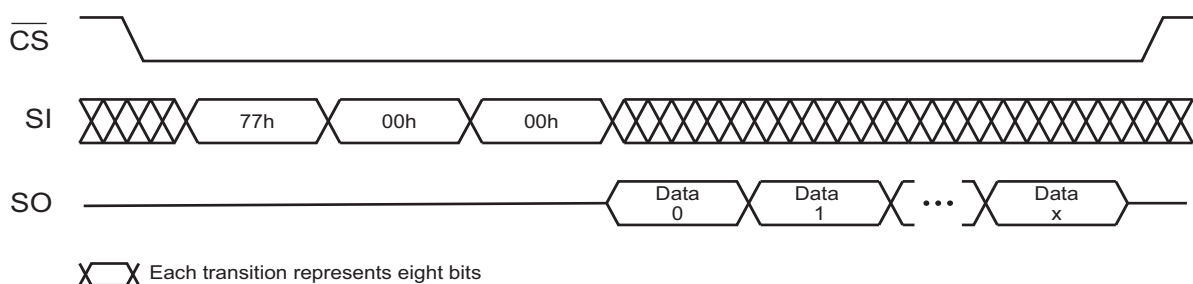 CS
SI 77h 00h 00h
SO Data 0 Data 1 ••• Data x
Each transition represents eight bits